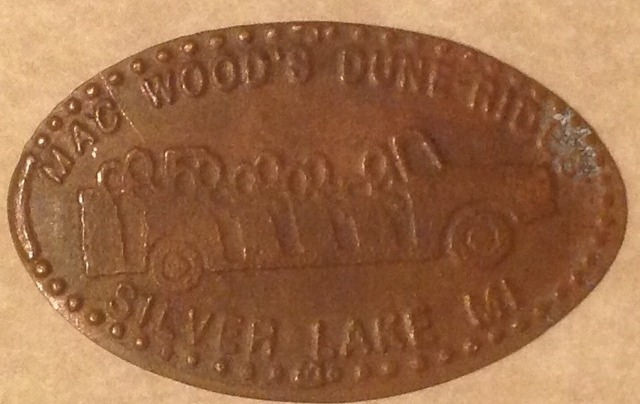 MAC WOOD'S DUNE RIDES
SILVER LAKE MI